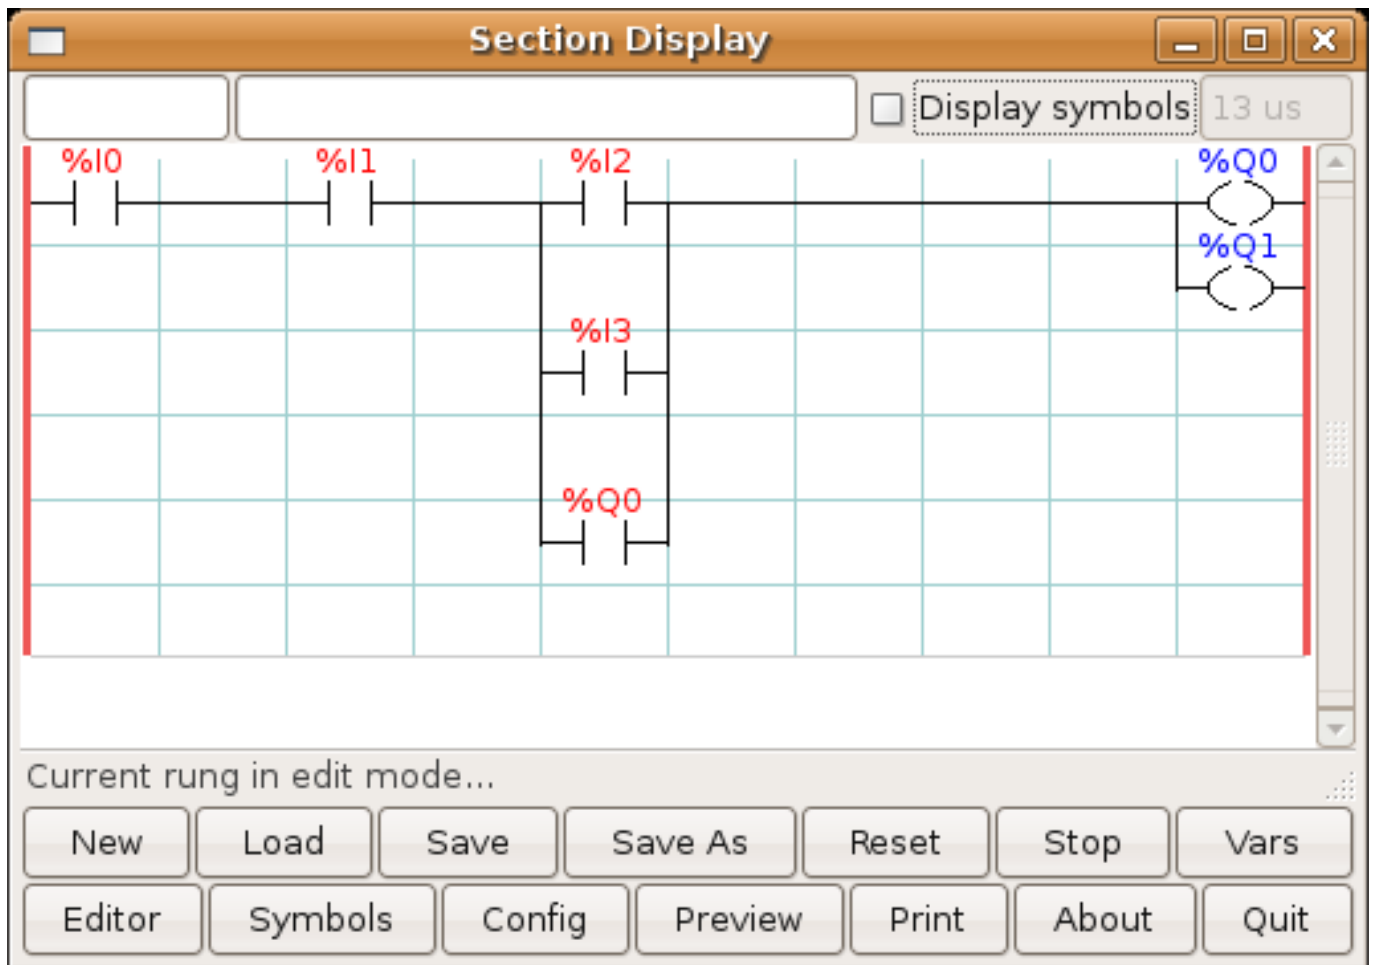 Section Display
Display symbols 13 us
%I0 %I1 %I2 %Q0
%Q1
%I3
%Q0
Current rung in edit mode...
New Load Save Save As Reset Stop Vars
Editor Symbols Config Preview Print About Quit